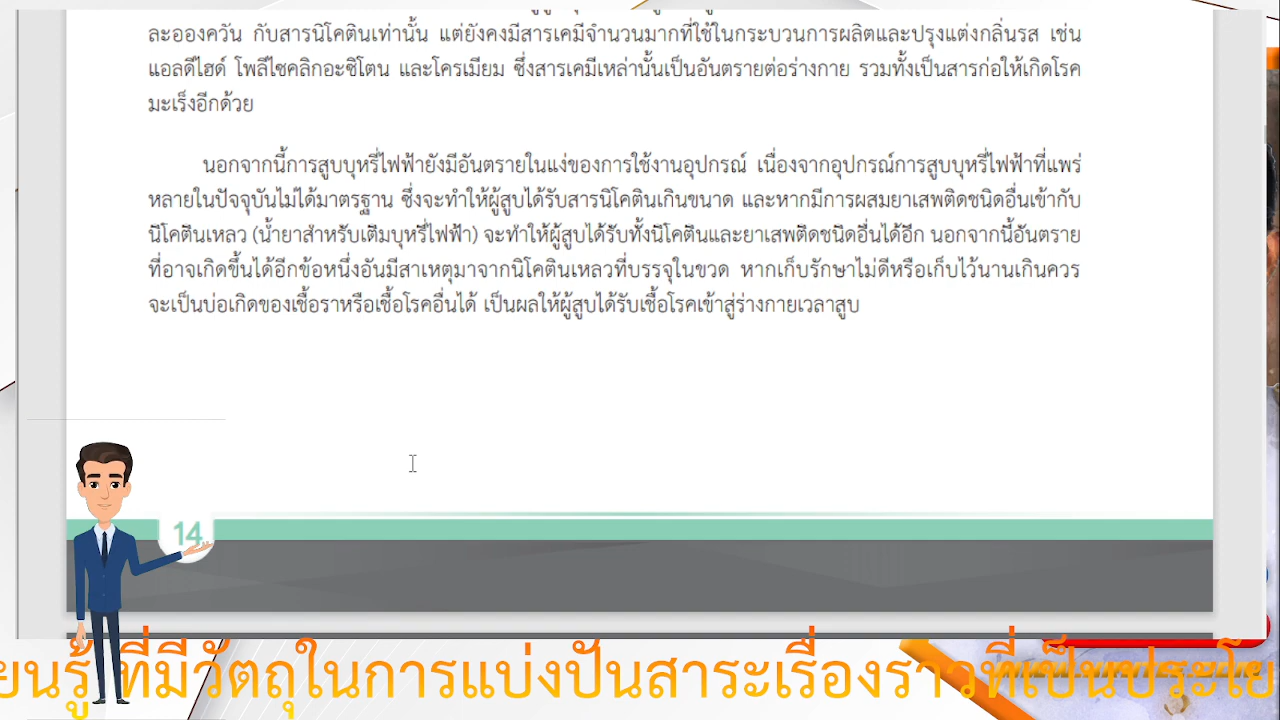 ละอองควัน กับสารนิโคตินเท่านั้น แต่ยังคงมีสารเคมีจำนวนมากที่ใช้ในกระบวนการผลิตและปรุงแต่งกลิ่นรส เช่น
แอลดีไฮด์ โพลีไซคลิกอะซิโตน และโครเมียม ซึ่งสารเคมีเหล่านั้นเป็นอันตรายต่อร่างกาย รวมทั้งเป็นสารก่อให้เกิดโรค
มะเร็งอีกด้วย
นอกจากนี้การสูบบุหรี่ไฟฟ้ายังมีอันตรายในแง่ของการใช้งานอุปกรณ์ เนื่องจากอุปกรณ์การสูบบุหรี่ไฟฟ้าที่แพร่
หลายในปัจจุบันไม่ได้มาตรฐาน ซึ่งจะทำให้ผู้สูบได้รับสารนิโคตินเกินขนาด และหากมีการผสมยาเสพติดชนิดอื่นเข้ากับ
นิโคตินเหลว (น้ำยาสำหรับเติมบุหรี่ไฟฟ้า) จะทำให้ผู้สูบได้รับทั้งนิโคตินและยาเสพติดชนิดอื่นได้อีก นอกจากนี้อันตราย
ที่อาจเกิดขึ้นได้อีกข้อหนึ่งอันมีสาเหตุมาจากนิโคตินเหลวที่บรรจุในขวด หากเก็บรักษาไม่ดีหรือเก็บไว้นานเกินควร
จะเป็นบ่อเกิดของเชื้อราหรือเชื้อโรคอื่นได้ เป็นผลให้ผู้สูบได้รับเชื้อโรคเข้าสู่ร่างกายเวลาสูบ
14
ยนรู้ ที่มีวัตถุในการแบ่งปันสาระเรื่องราวที่เป็นประโย